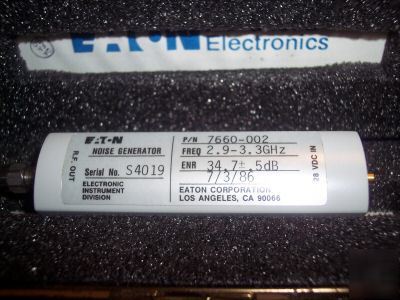 EATON
Electronics
EATON
NOISE GENERATOR
Serial No. S4019
ELECTRONIC
INSTRUMENT
DIVISION
R.F. OUT
P/N 7660-002
FREQ 2.9-3.3GHz
ENR 34.7±.5dB
7/3/86
EATON CORPORATION
LOS ANGELES, CA 90066
28 VDC IN